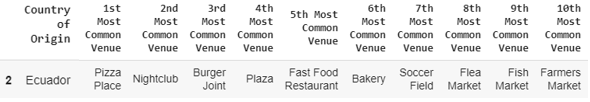 Country of Origin 1st Most Common Venue 2nd Most Common Venue 3rd Most Common Venue 4th Most Common Venue 5th Most Common Venue 6th Most Common Venue 7th Most Common Venue 8th Most Common Venue 9th Most Common Venue 10th Most Common Venue
2 Ecuador Pizza Place Nightclub Burger Joint Plaza Fast Food Restaurant Bakery Soccer Field Flea Market Fish Market Farmers Market